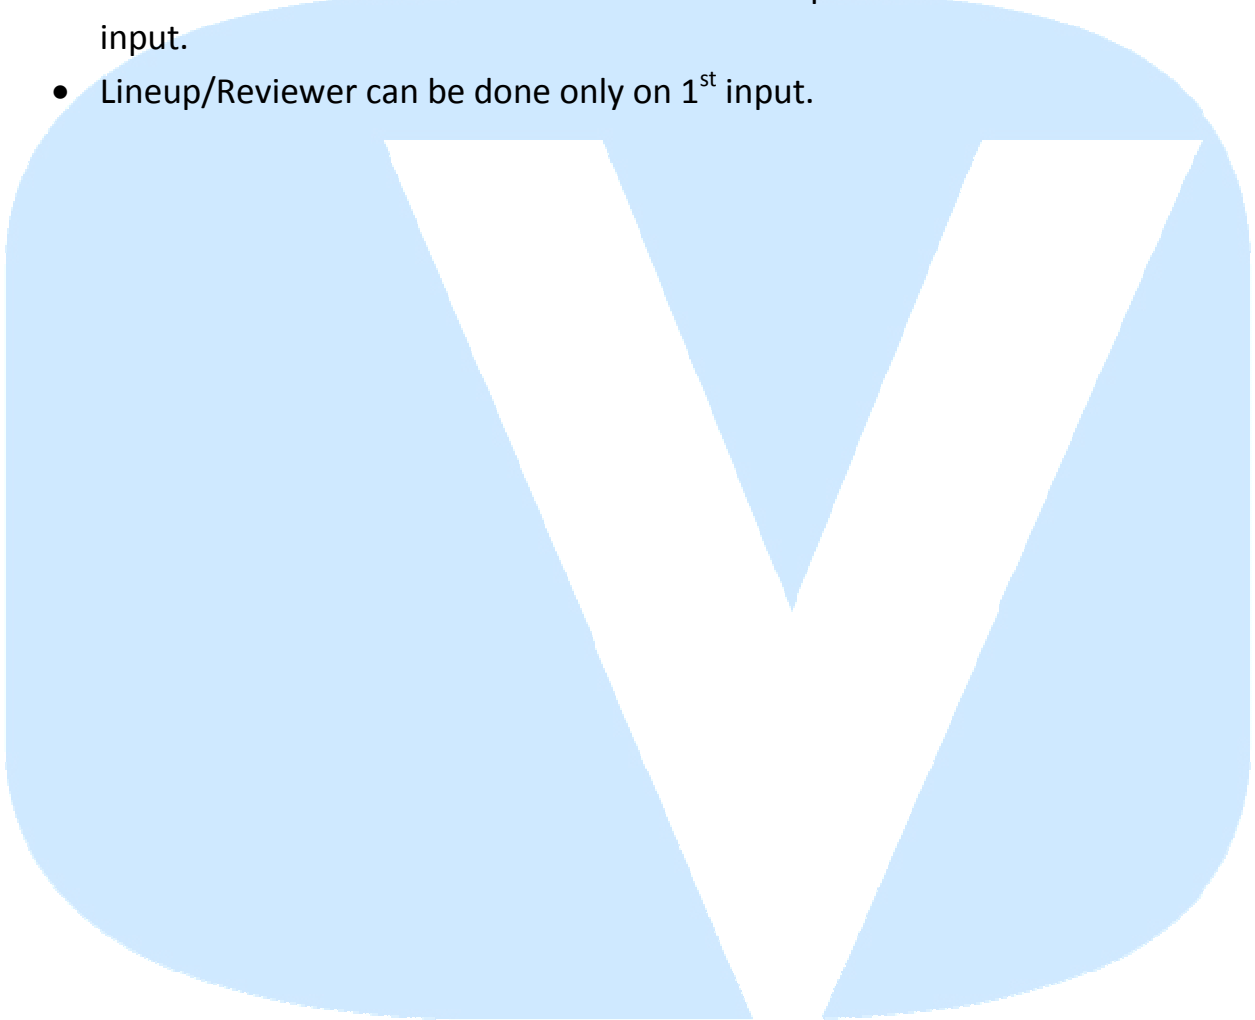 input.
• Lineup/Reviewer can be done only on 1st input.